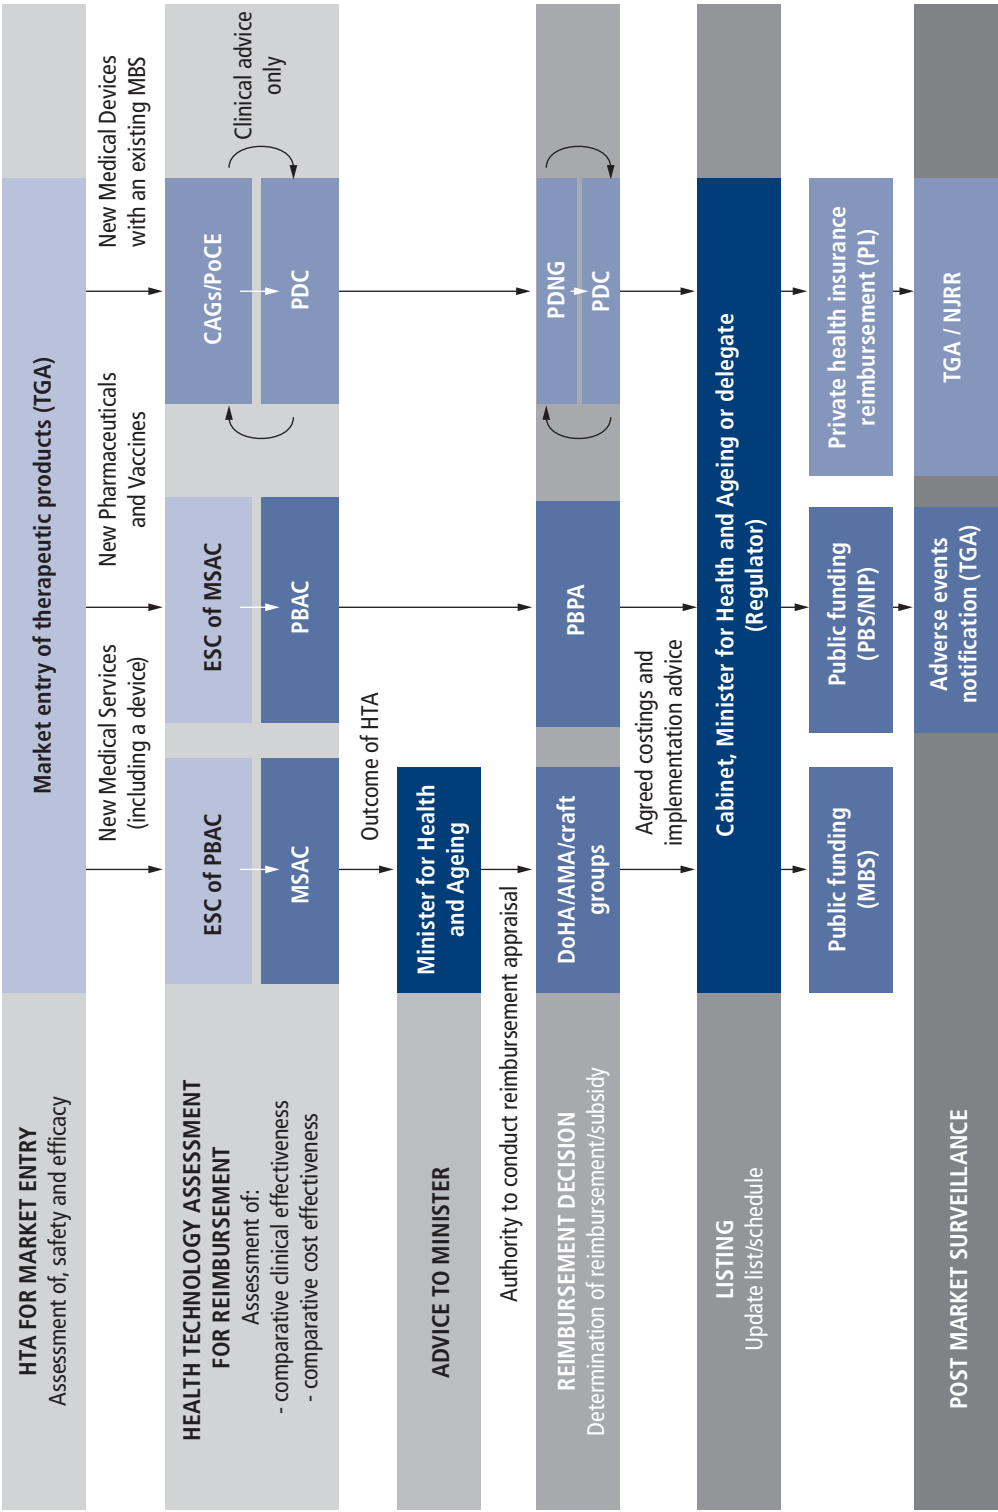 HTA FOR MARKET ENTRY
Assessment of, safety and efficacy
Market entry of therapeutic products (TGA)
New Medical Services
(including a device)
New Pharmaceuticals
and Vaccines
New Medical Devices
with an existing MBS
HEALTH TECHNOLOGY ASSESSMENT
FOR REIMBURSEMENT
Assessment of:
- comparative clinical effectiveness
- comparative cost effectiveness
ESC of PBAC
MSAC
ESC of MSAC
PBAC
CAGs/PoCE
PDC
Clinical advice
only
Outcome of HTA
ADVICE TO MINISTER
Minister for Health
and Ageing
Authority to conduct reimbursement appraisal
REIMBURSEMENT DECISION
Determination of reimbursement/subsidy
DoHA/AMA/craft
groups
PBPA
PDNG
PDC
Agreed costings and
implementation advice
LISTING
Update list/schedule
Cabinet, Minister for Health and Ageing or delegate
(Regulator)
Public funding
(MBS)
Public funding
(PBS/NIP)
Private health insurance
reimbursement (PL)
POST MARKET SURVEILLANCE
Adverse events
notification (TGA)
TGA / NJRR